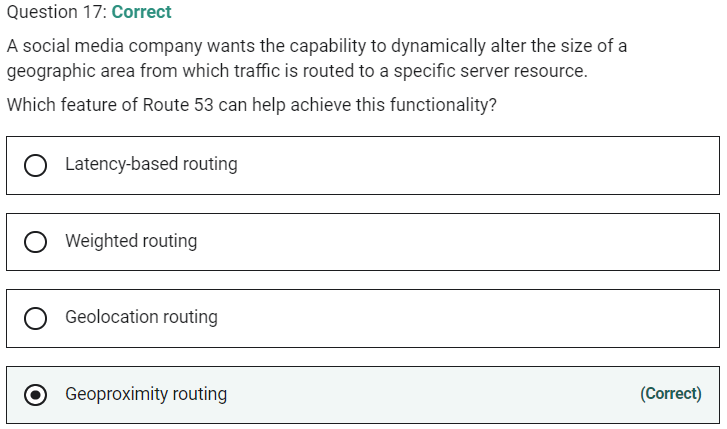 Question 17: Correct
A social media company wants the capability to dynamically alter the size of a
geographic area from which traffic is routed to a specific server resource.
Which feature of Route 53 can help achieve this functionality?
Latency-based routing
Weighted routing
Geolocation routing
Geoproximity routing (Correct)